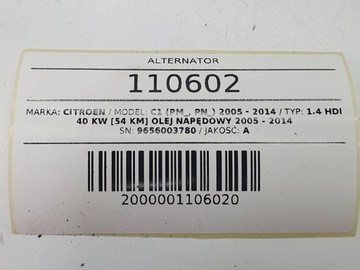 ALTERNATOR
110602
MARKA: CITROEN / MODEL: C1 (PM_, PN_) 2005 - 2014 / TYP: 1.4 HDI
40 KW [54 KM] OLEJ NAPĘDOWY 2005 - 2014
SN: 9656003780 / JAKOŚĆ: A
2000001106020